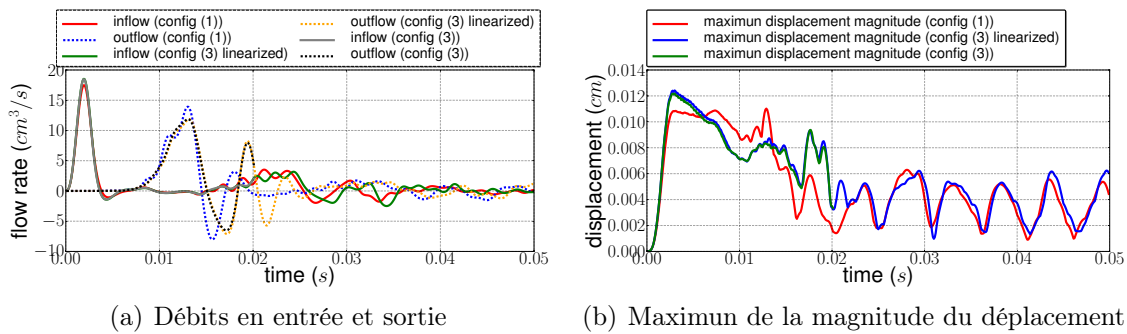 inflow (config (1))
outflow (config (1))
inflow (config (3) linearized)
outflow (config (3) linearized)
inflow (config (3))
outflow (config (3))
20
15
10
5
0
−5
−10
0.00 0.01 0.02 0.03 0.04 0.05
flow rate (cm³/s)
time (s)
(a) Débits en entrée et sortie
maximun displacement magnitude (config (1))
maximun displacement magnitude (config (3) linearized)
maximun displacement magnitude (config (3))
0.014
0.012
0.010
0.008
0.006
0.004
0.002
0.000
0.00 0.01 0.02 0.03 0.04 0.05
displacement (cm)
time (s)
(b) Maximun de la magnitude du déplacement